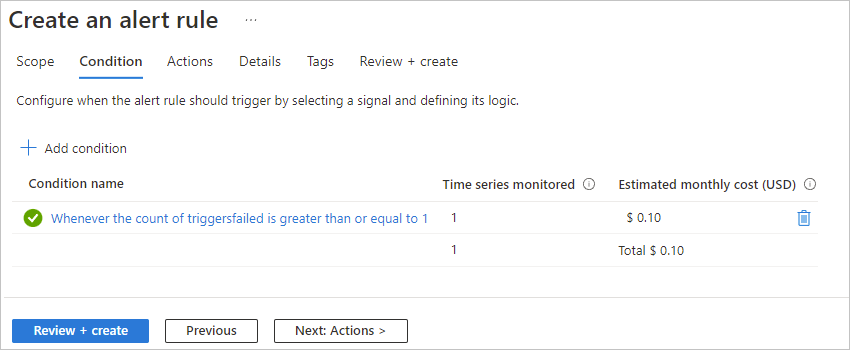 Create an alert rule ...
Scope Condition Actions Details Tags Review + create
Configure when the alert rule should trigger by selecting a signal and defining its logic.
+ Add condition
Condition name Time series monitored Estimated monthly cost (USD)
Whenever the count of triggersfailed is greater than or equal to 1 1 $ 0.10
1 Total $ 0.10
Review + create Previous Next: Actions >